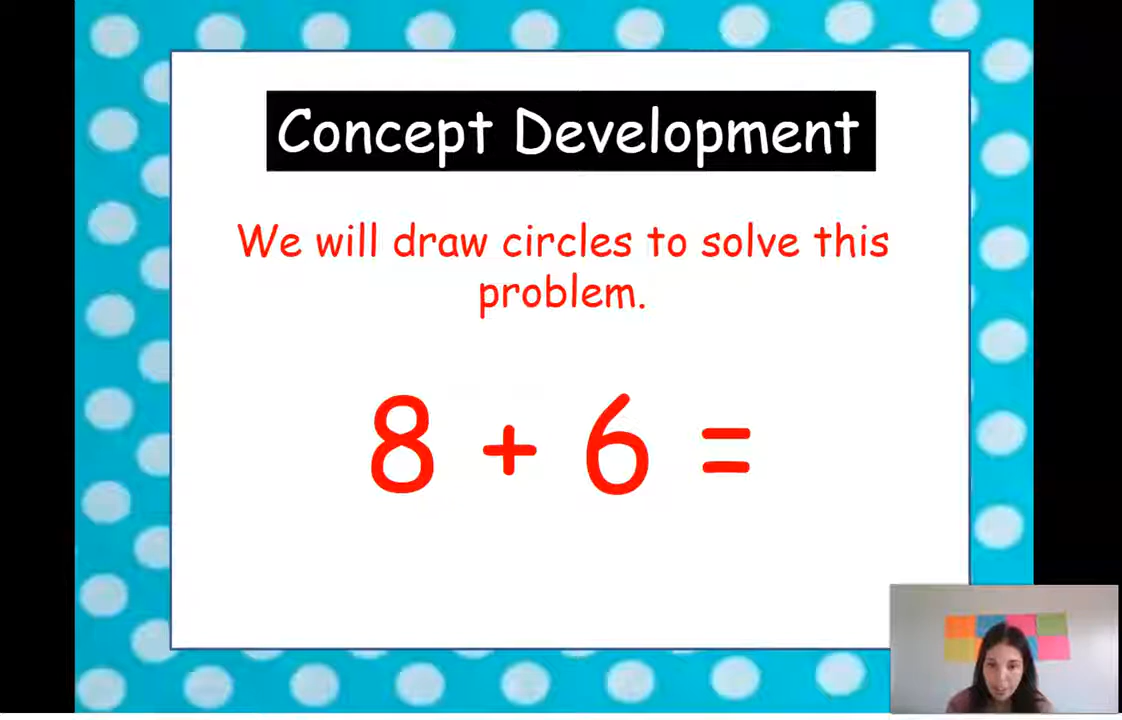 Concept Development
We will draw circles to solve this
problem.
8 + 6 =